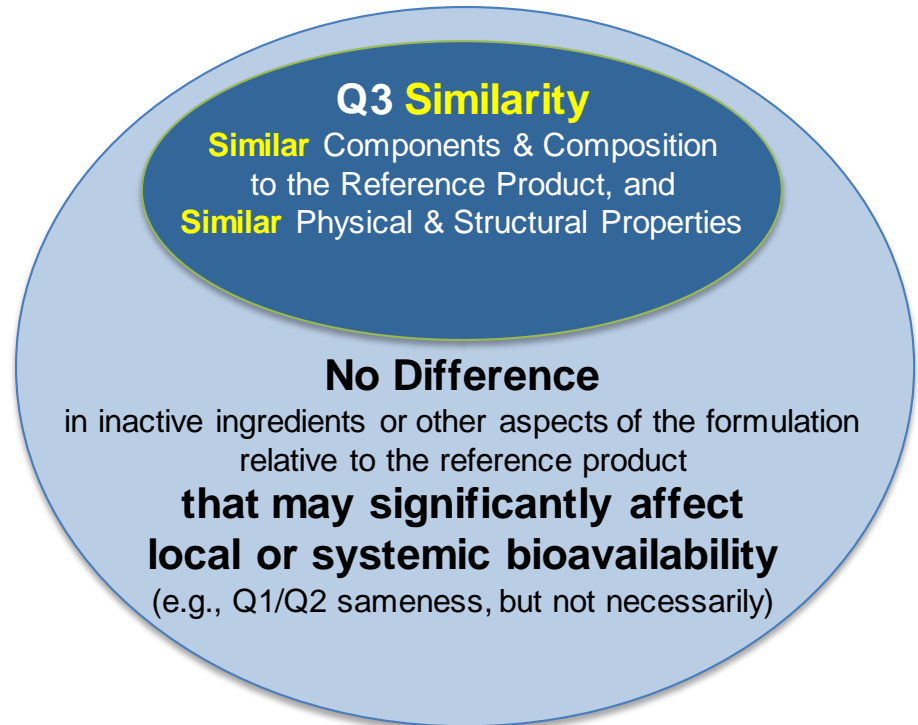 Q3 Similarity
Similar Components & Composition
to the Reference Product, and
Similar Physical & Structural Properties
No Difference
in inactive ingredients or other aspects of the formulation
relative to the reference product
that may significantly affect
local or systemic bioavailability
(e.g., Q1/Q2 sameness, but not necessarily)